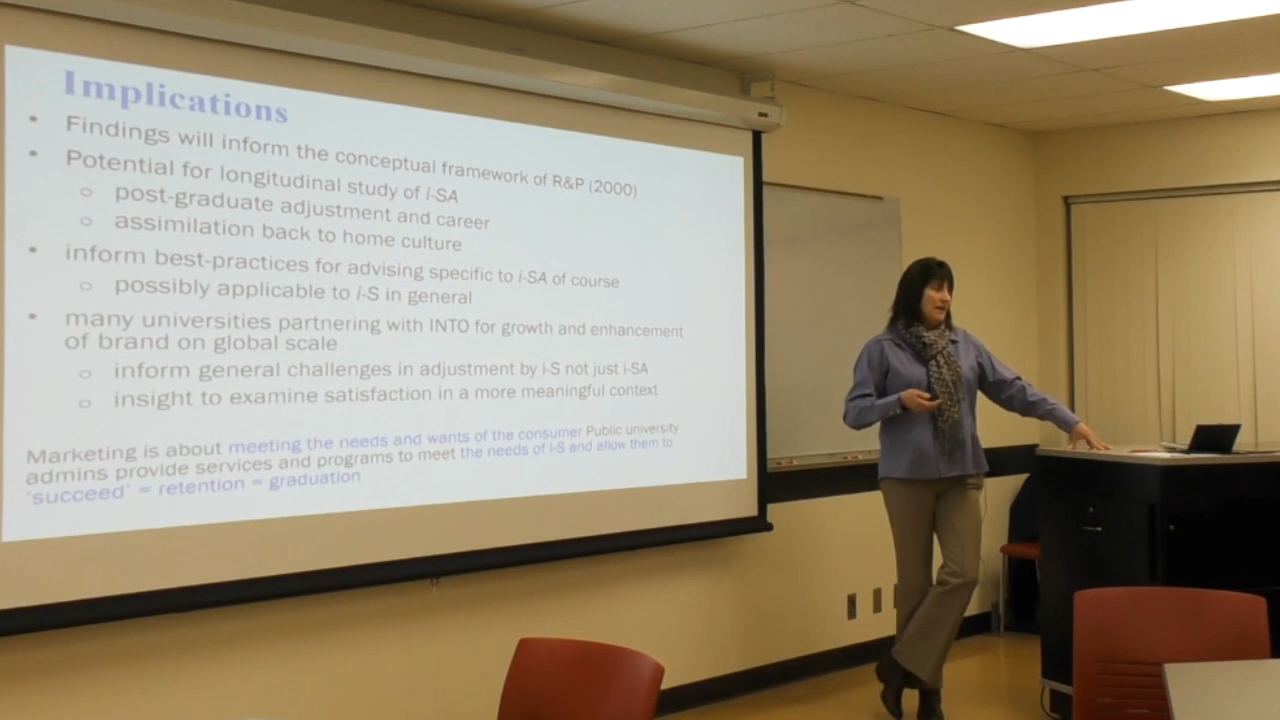 Implications
• Findings will inform the conceptual framework of R&P (2000)
• Potential for longitudinal study of i-SA
o post-graduate adjustment and career
o assimilation back to home culture
• inform best-practices for advising specific to i-SA of course
o possibly applicable to i-S in general
• many universities partnering with INTO for growth and enhancement
of brand on global scale
o inform general challenges in adjustment by i-S not just i-SA
o insight to examine satisfaction in a more meaningful context
Marketing is about meeting the needs and wants of the consumer Public university
admins provide services and programs to meet the needs of i-S and allow them to
'succeed' = retention = graduation